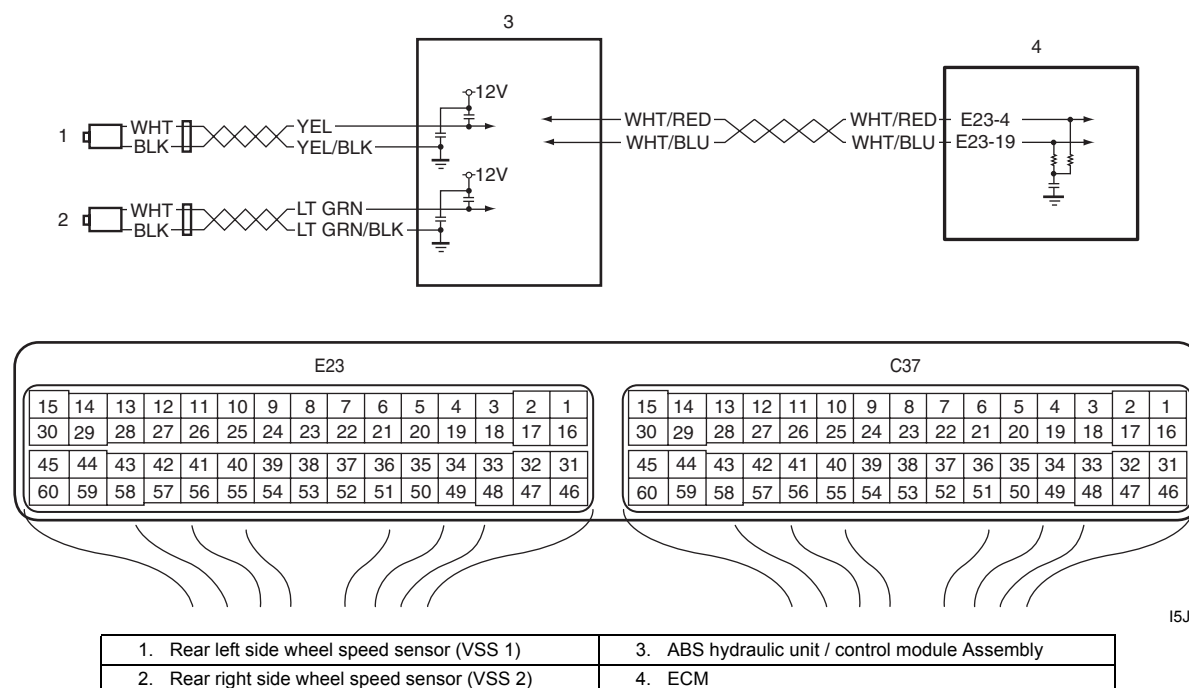 3
4
12V
1 WHT YEL WHT/RED WHT/RED E23-4
BLK YEL/BLK WHT/BLU WHT/BLU E23-19
12V
2 WHT LT GRN
BLK LT GRN/BLK
E23 C37
15 14 13 12 11 10 9 8 7 6 5 4 3 2 1 15 14 13 12 11 10 9 8 7 6 5 4 3 2 1
30 29 28 27 26 25 24 23 22 21 20 19 18 17 16 30 29 28 27 26 25 24 23 22 21 20 19 18 17 16
45 44 43 42 41 40 39 38 37 36 35 34 33 32 31 45 44 43 42 41 40 39 38 37 36 35 34 33 32 31
60 59 58 57 56 55 54 53 52 51 50 49 48 47 46 60 59 58 57 56 55 54 53 52 51 50 49 48 47 46
I5J
1. Rear left side wheel speed sensor (VSS 1) 3. ABS hydraulic unit / control module Assembly
2. Rear right side wheel speed sensor (VSS 2) 4. ECM